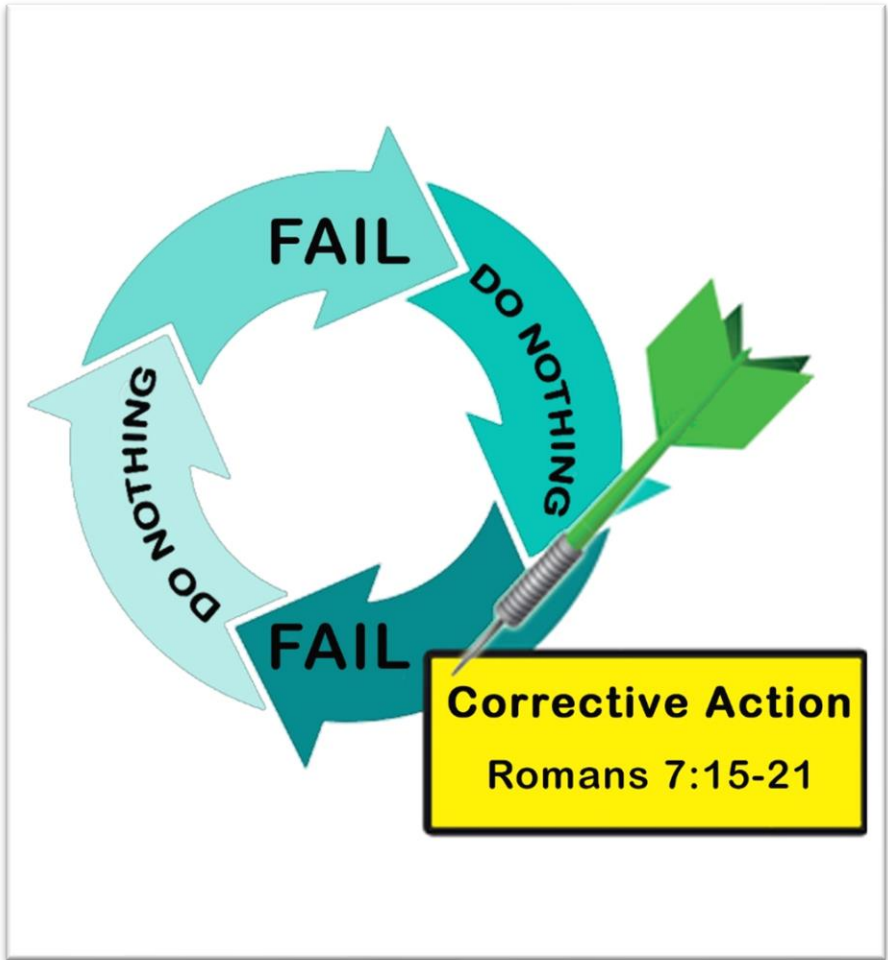 FAIL
DO NOTHING
FAIL
DO NOTHING
Corrective Action
Romans 7:15-21